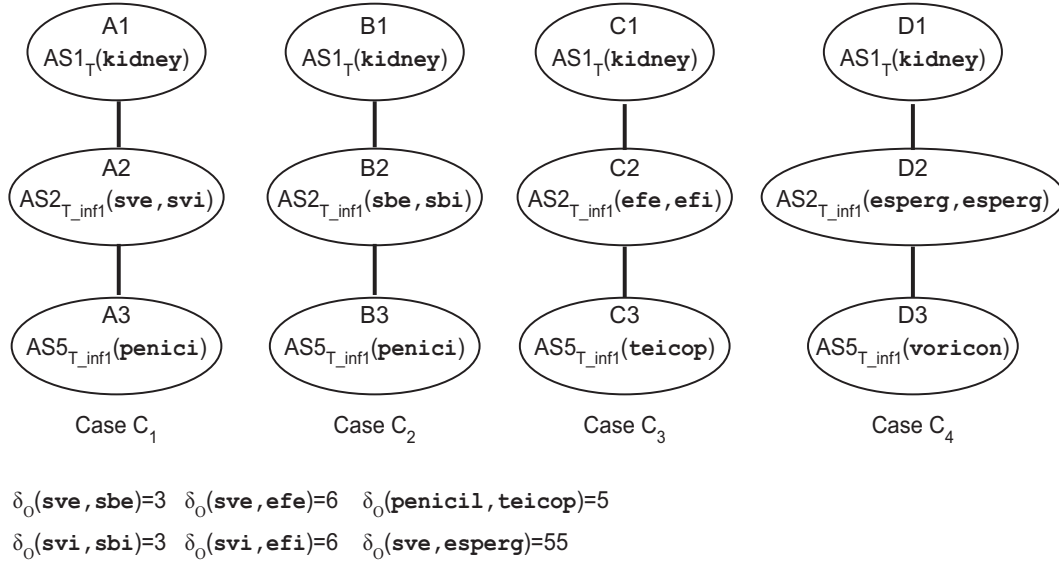 A1 B1 C1 D1
AS1T(kidney) AS1T(kidney) AS1T(kidney) AS1T(kidney)
A2 B2 C2 D2
AS2T_inf1(sve,svi) AS2T_inf1(sbe,sbi) AS2T_inf1(efe,efi) AS2T_inf1(esperg,esperg)
A3 B3 C3 D3
AS5T_inf1(penici) AS5T_inf1(penici) AS5T_inf1(teicop) AS5T_inf1(voricon)
Case C1 Case C2 Case C3 Case C4
δO(sve,sbe)=3 δO(sve,efe)=6 δO(penicil,teicop)=5
δO(svi,sbi)=3 δO(svi,efi)=6 δO(sve,esperg)=55